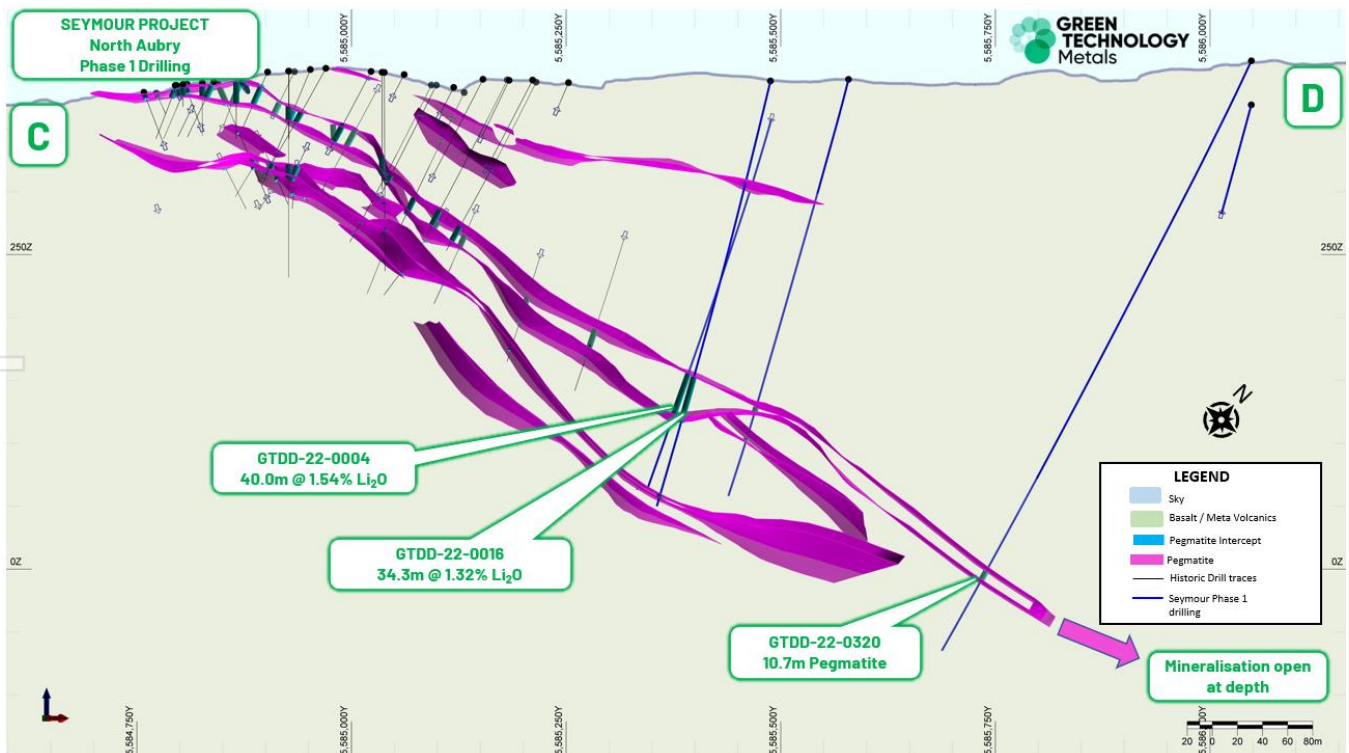 SEYMOUR PROJECT
North Aubry
Phase 1 Drilling
5,585,000Y
5,585,250Y
5,585,500Y
5,585,750Y
5,586,000Y
GREEN
TECHNOLOGY
Metals
C
D
250Z
250Z
GTDD-22-0004
40.0m @ 1.54% Li₂O
GTDD-22-0016
34.3m @ 1.32% Li₂O
GTDD-22-0320
10.7m Pegmatite
N
LEGEND
Sky
Basalt / Meta Volcanics
Pegmatite Intercept
Pegmatite
Historic Drill traces
Seymour Phase 1
drilling
0Z
0Z
Mineralisation open
at depth
5,584,750Y
5,585,000Y
5,585,250Y
5,585,500Y
5,585,750Y
5,586,000Y
20 0 20 40 60 80m